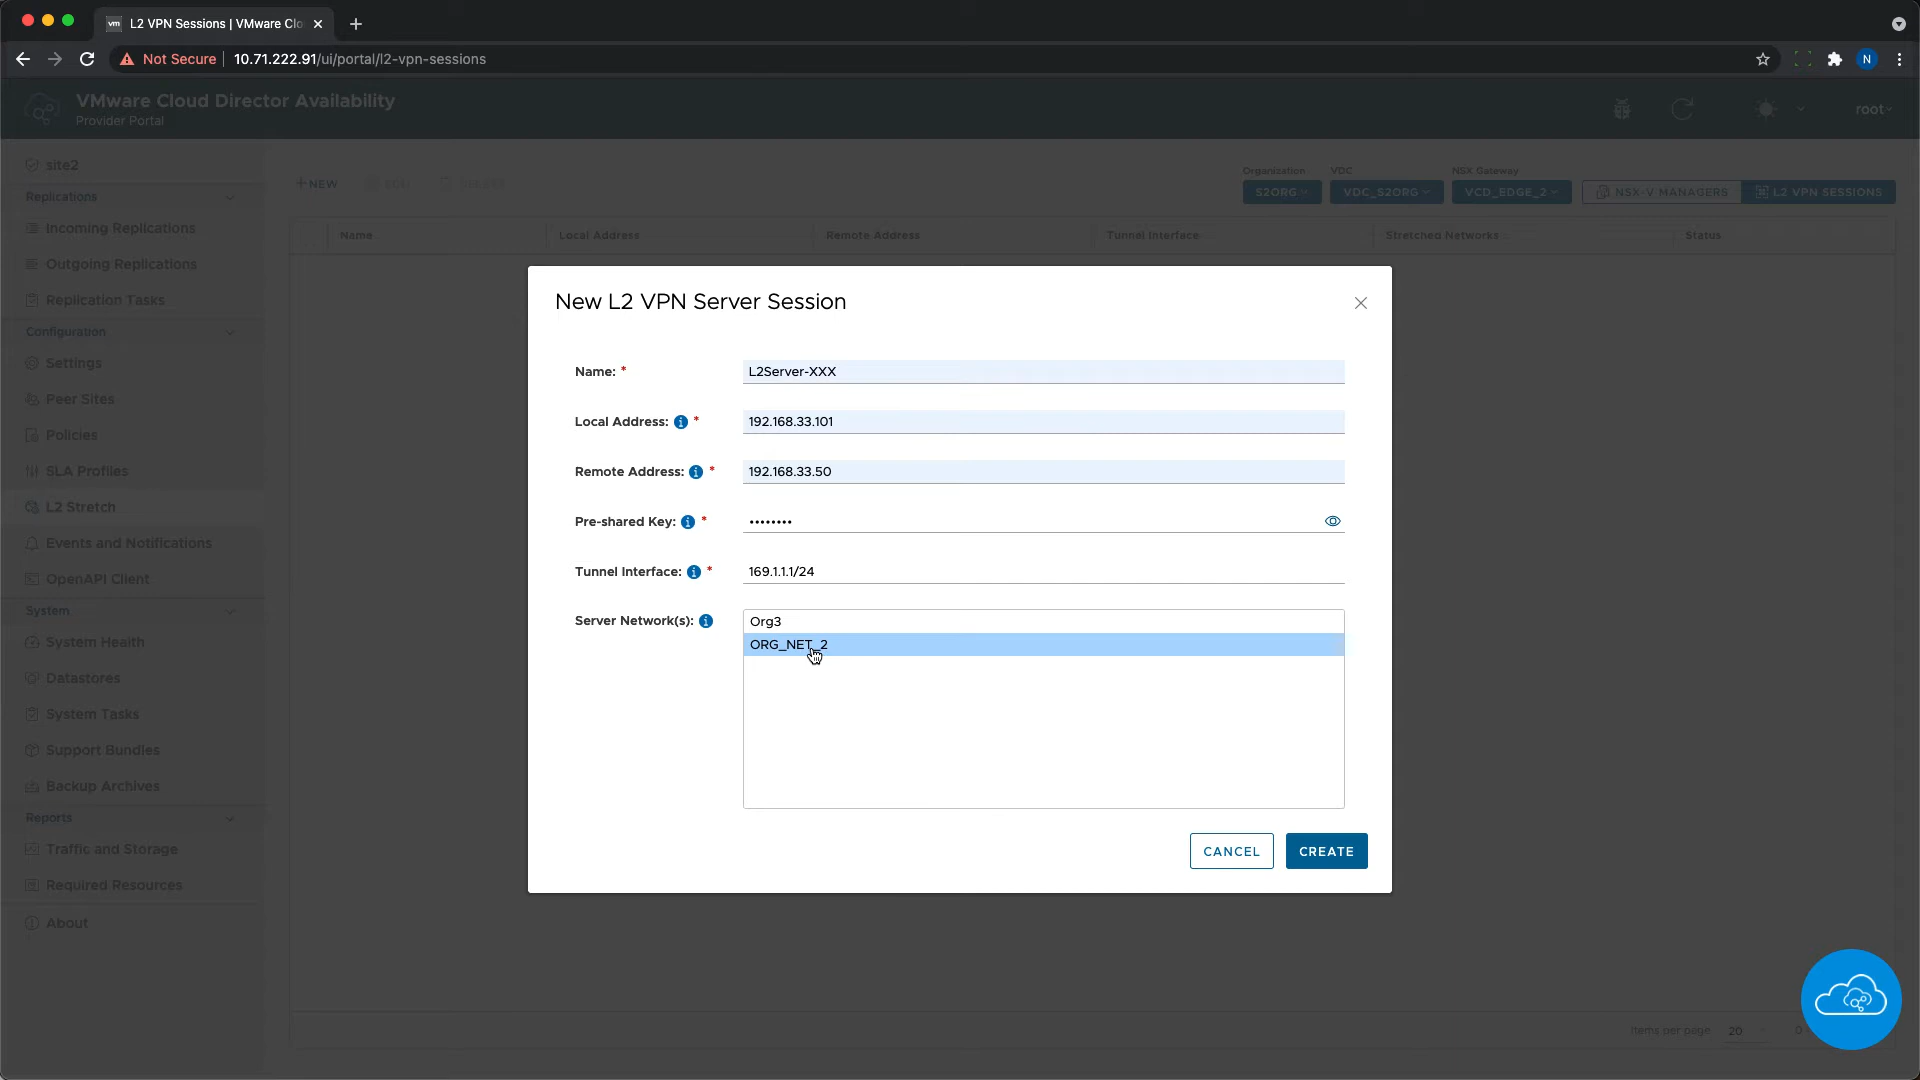 vm L2 VPN Sessions | VMware Clo
Not Secure 10.71.222.91/ui/portal/l2-vpn-sessions
N
VMware Cloud Director Availability
Provider Portal
root
site2
Replications
Incoming Replications
Outgoing Replications
Replication Tasks
Configuration
Settings
Peer Sites
Policies
SLA Profiles
L2 Stretch
Events and Notifications
OpenAPI Client
System
System Health
Datastores
System Tasks
Support Bundles
Backup Archives
Reports
Traffic and Storage
Required Resources
About
+ NEW
EDIT
Organization VDC NSX Gateway
S2ORG VDC_S2ORG VCD_EDGE_2 NSX-V MANAGERS L2 VPN SESSIONS
Name Local Address Remote Address Tunnel Interface Stretched Networks Status
New L2 VPN Server Session
Name: * L2Server-XXX
Local Address: * 192.168.33.101
Remote Address: * 192.168.33.50
Pre-shared Key: * ••••••••
Tunnel Interface: * 169.1.1.1/24
Server Network(s): Org3
ORG_NET_2
CANCEL CREATE
Items per page 20 0